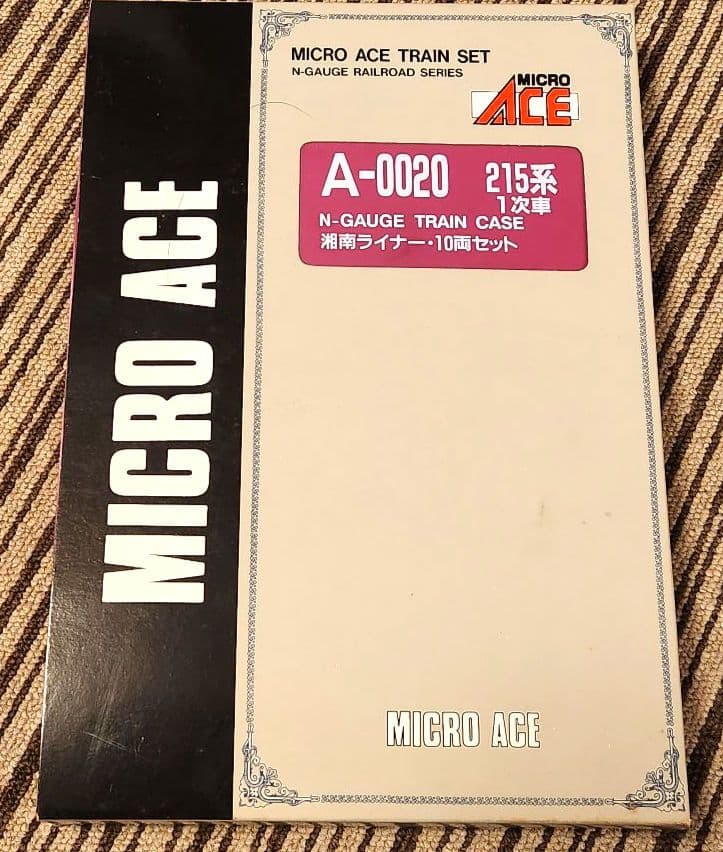 MICRO ACE
MICRO ACE TRAIN SET
N-GAUGE RAILROAD SERIES
MICRO
ACE
A-0020 215系
1次車
N-GAUGE TRAIN CASE
湘南ライナー・10両セット
MICRO ACE